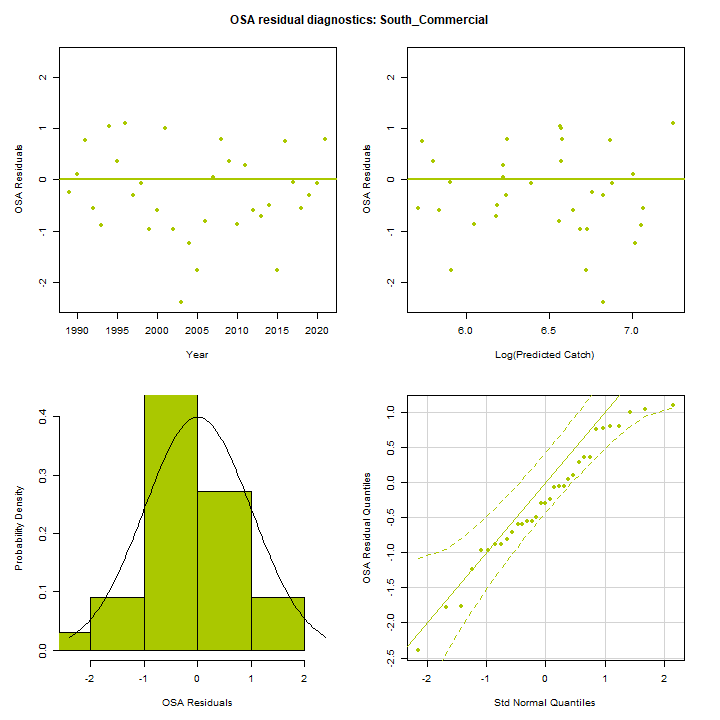 OSA residual diagnostics: South_Commercial
OSA Residuals
2
1
0
-1
-2
1990 1995 2000 2005 2010 2015 2020
Year
OSA Residuals
2
1
0
-1
-2
6.0 6.5 7.0
Log(Predicted Catch)
Probability Density
0.4
0.3
0.2
0.1
0.0
-2 -1 0 1 2
OSA Residuals
OSA Residual Quantiles
1.0
0.5
0.0
-0.5
-1.0
-1.5
-2.0
-2.5
-2 -1 0 1 2
Std Normal Quantiles